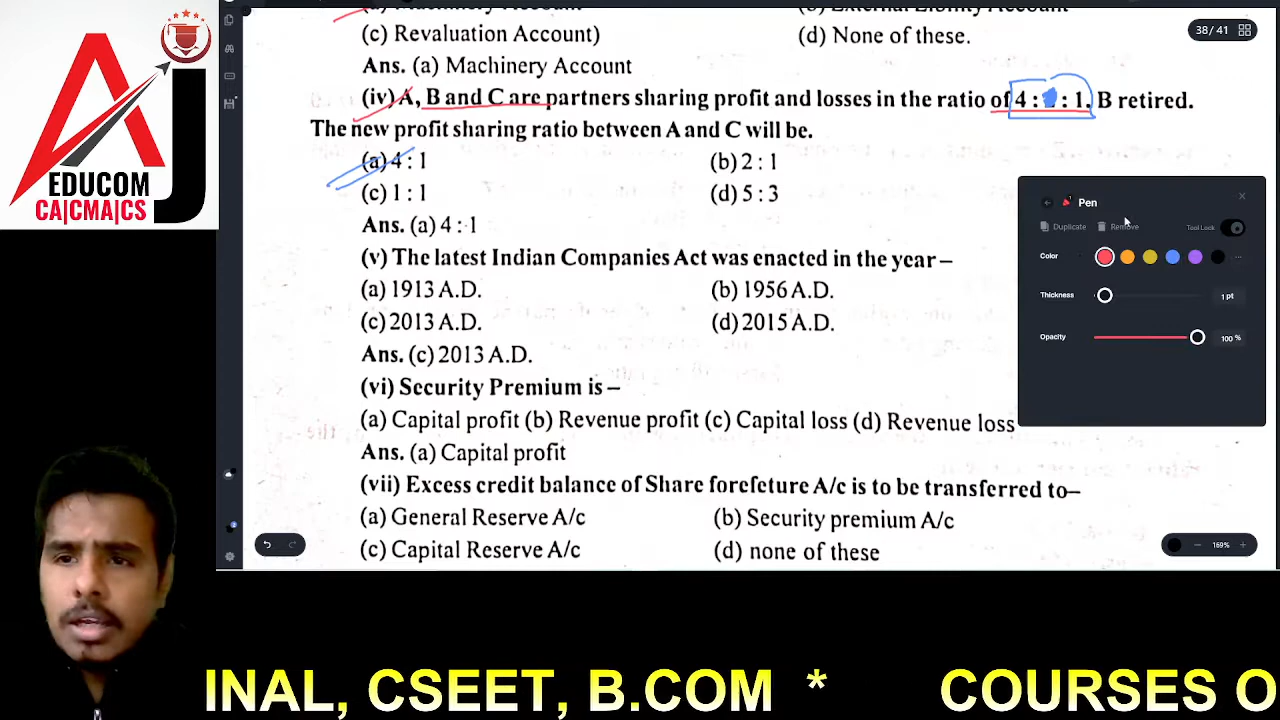 (c) Revaluation Account)
(d) None of these.
Ans. (a) Machinery Account
(iv) A, B and C are partners sharing profit and losses in the ratio of 4 : : 1. B retired.
The new profit sharing ratio between A and C will be.
(a) 4 : 1
(b) 2 : 1
(c) 1 : 1
(d) 5 : 3
Ans. (a) 4 : 1
(v) The latest Indian Companies Act was enacted in the year –
(a) 1913 A.D.
(b) 1956 A.D.
(c) 2013 A.D.
(d) 2015 A.D.
Ans. (c) 2013 A.D.
(vi) Security Premium is –
(a) Capital profit (b) Revenue profit (c) Capital loss (d) Revenue loss
Ans. (a) Capital profit
(vii) Excess credit balance of Share forefeture A/c is to be transferred to–
(a) General Reserve A/c
(b) Security premium A/c
(c) Capital Reserve A/c
(d) none of these
38 / 41
Pen
Duplicate
Remove
Tool Lock
Color
Thickness
1 pt
Opacity
100 %
169%
AJ
EDUCOM
CA|CMA|CS
INAL, CSEET, B.COM * COURSES O